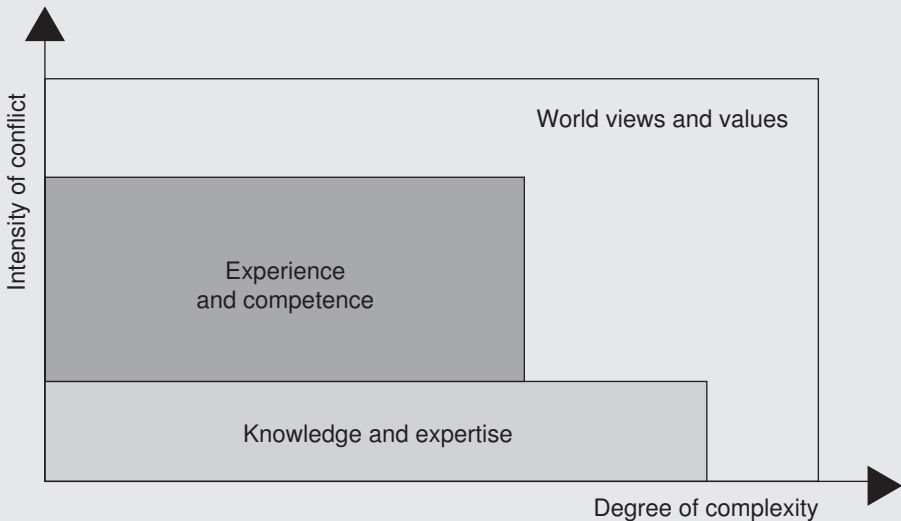 Intensity of conflict
World views and values
Experience
and competence
Knowledge and expertise
Degree of complexity